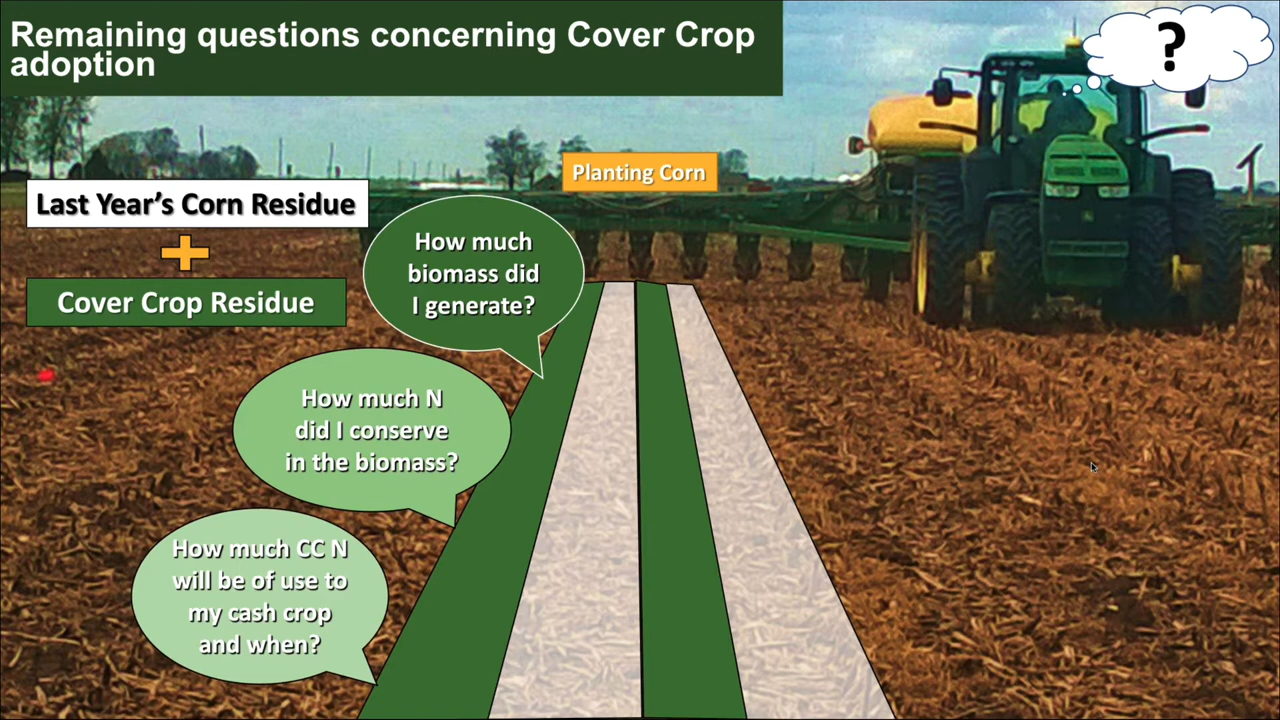 Remaining questions concerning Cover Crop
adoption
?
Planting Corn
Last Year’s Corn Residue
Cover Crop Residue
How much
biomass did
I generate?
How much N
did I conserve
in the biomass?
How much CC N
will be of use to
my cash crop
and when?